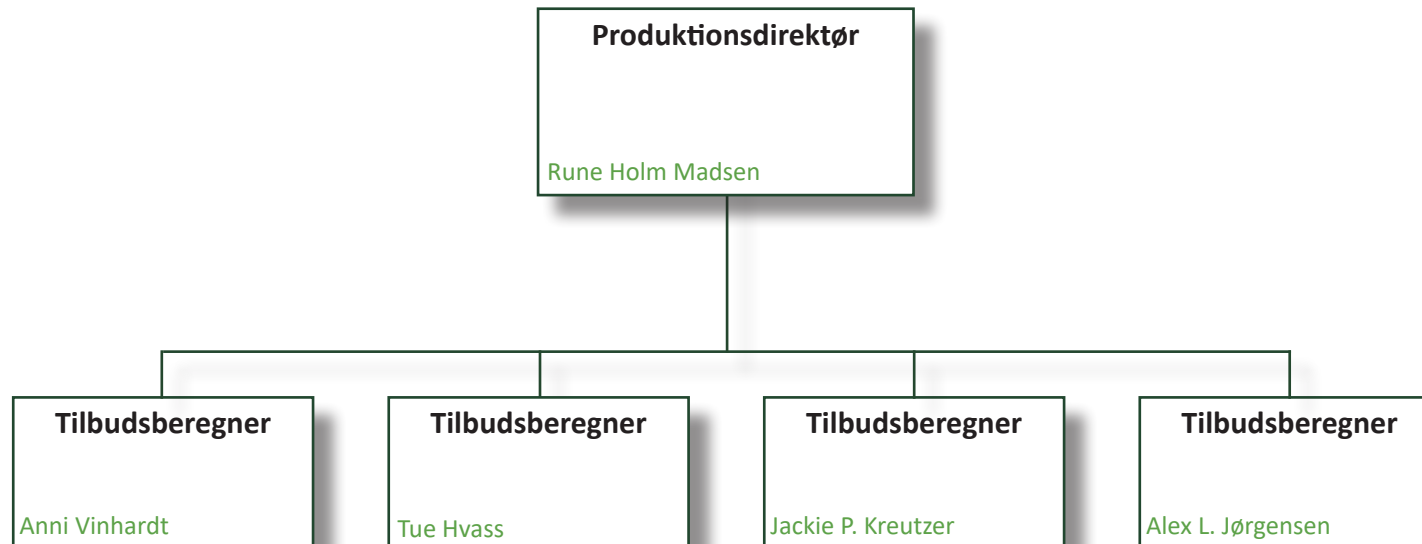 Produktionsdirektør
Rune Holm Madsen
Tilbudsberegner
Anni Vinhardt
Tilbudsberegner
Tue Hvass
Tilbudsberegner
Jackie P. Kreutzer
Tilbudsberegner
Alex L. Jørgensen